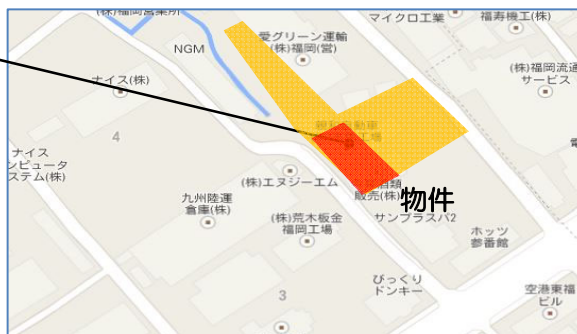 (株)福岡営業所
マイクロ工業
福寿機工(株)
愛グリーン運輸
(株)福岡(営)
NGM
(株)福岡流通
サービス
ナイス(株)
4
ナイス
ンピュータ
ステム(株)
(株)エヌジーエム
九州陸運
倉庫(株)
販売(株)
物件
(株)荒木板金
福岡工場
サンプラスパ2
ホッツ
参番館
びっくり
ドンキー
3
空港東福
ビル